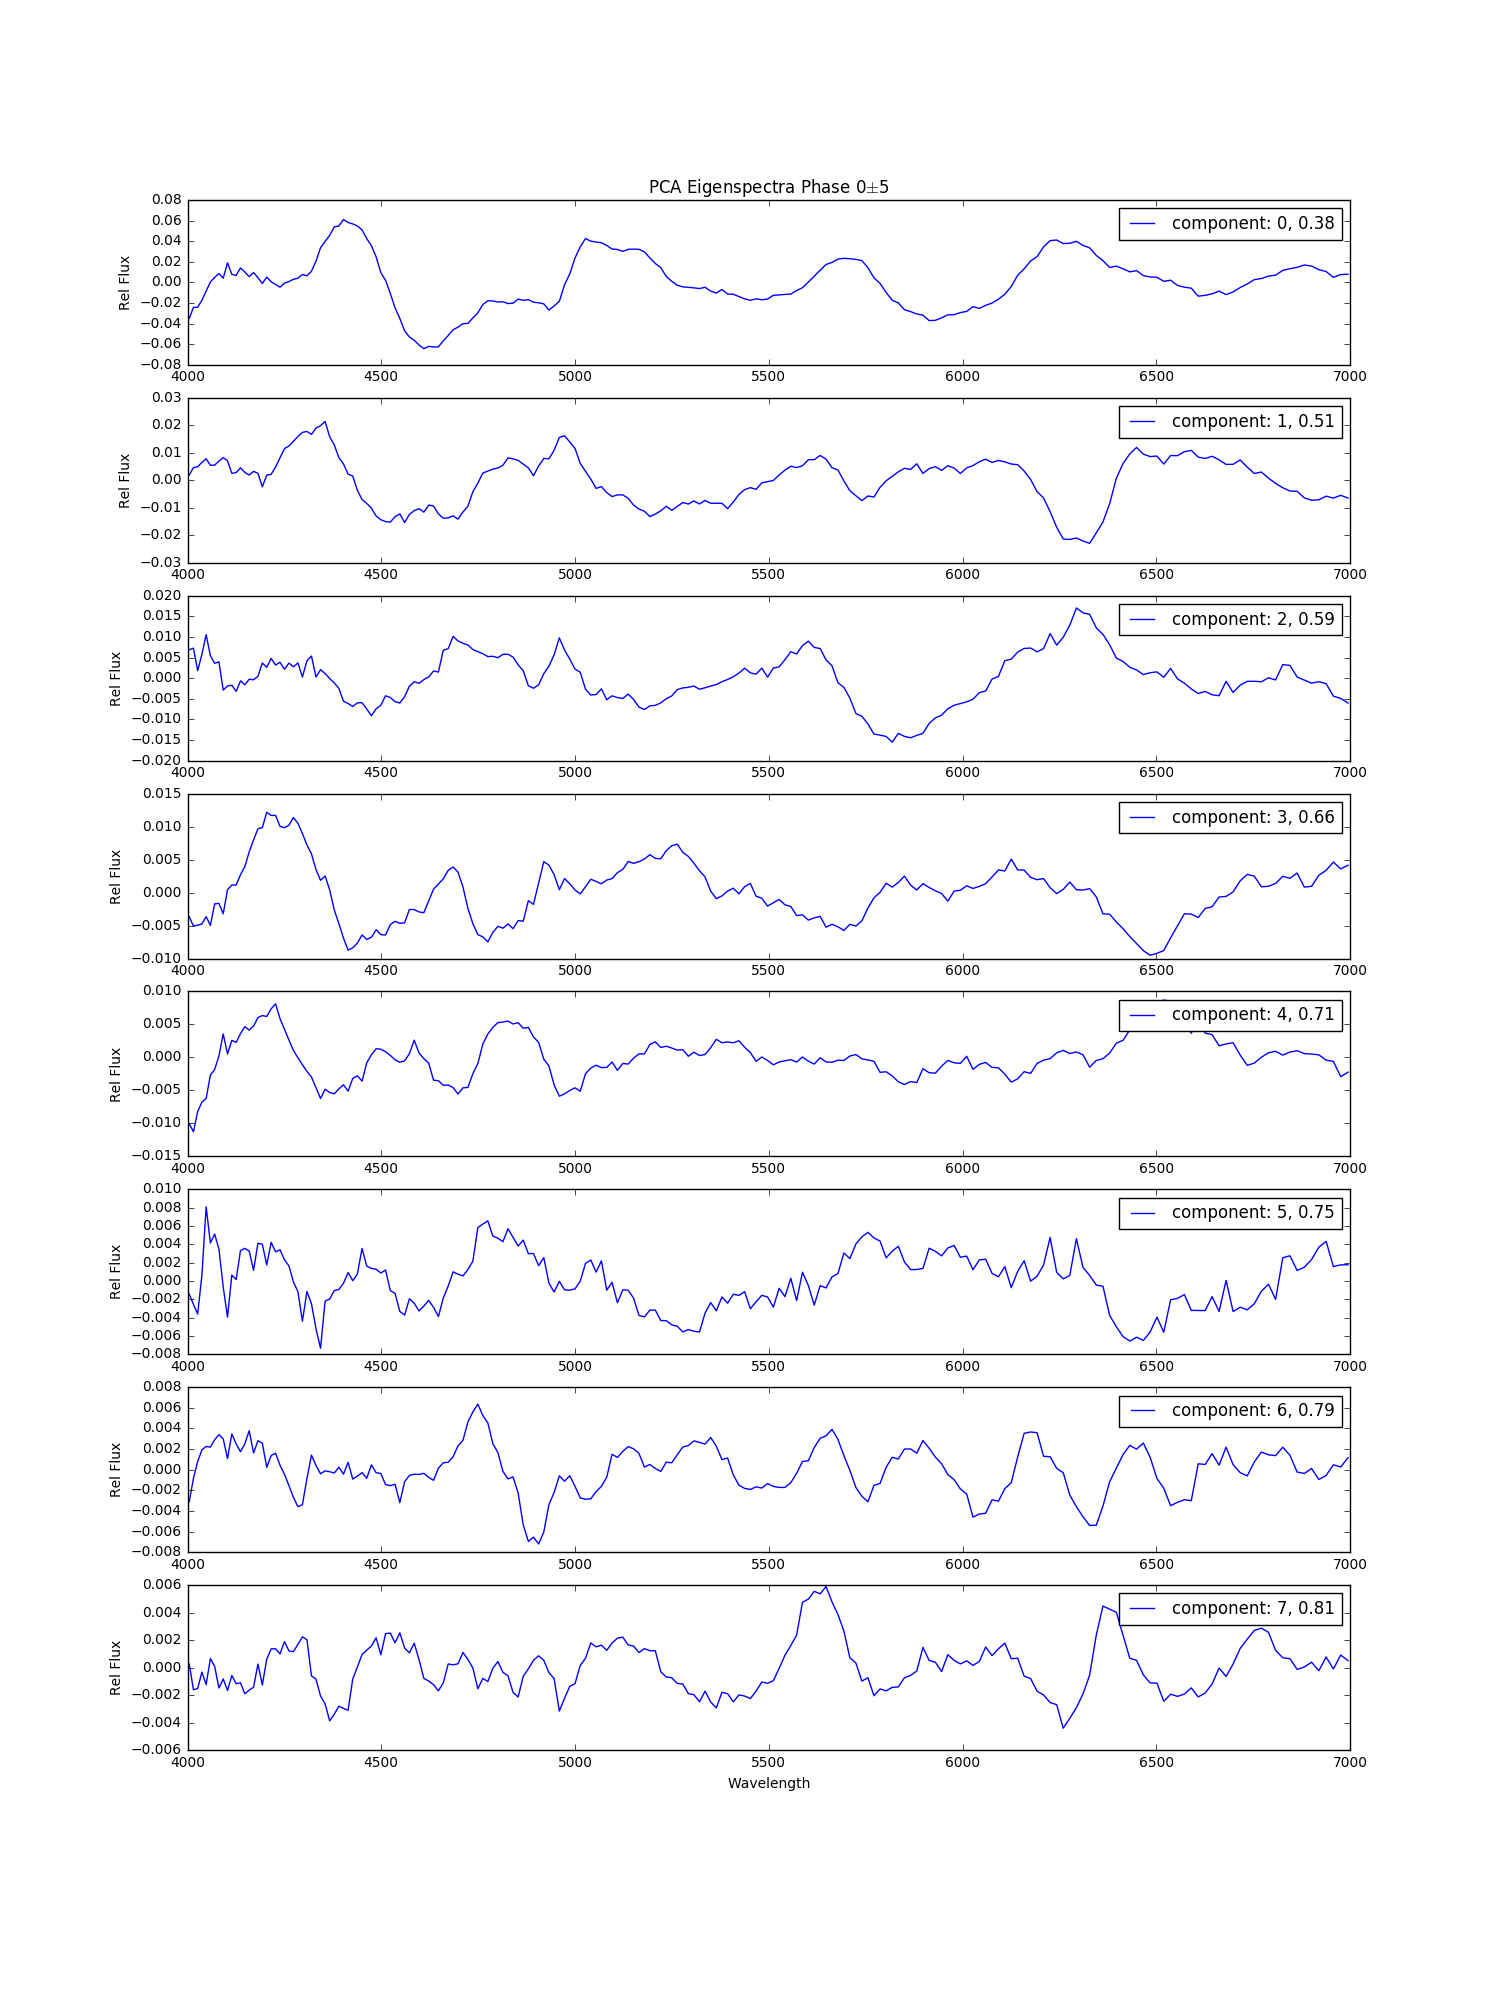 PCA Eigenspectra Phase 0±5
0.08
0.06
0.04
0.02
0.00
−0.02
−0.04
−0.06
−0.08
Rel Flux
component: 0, 0.38
4000 4500 5000 5500 6000 6500 7000
0.03
0.02
0.01
0.00
−0.01
−0.02
−0.03
Rel Flux
component: 1, 0.51
4000 4500 5000 5500 6000 6500 7000
0.020
0.015
0.010
0.005
0.000
−0.005
−0.010
−0.015
−0.020
Rel Flux
component: 2, 0.59
4000 4500 5000 5500 6000 6500 7000
0.015
0.010
0.005
0.000
−0.005
−0.010
Rel Flux
component: 3, 0.66
4000 4500 5000 5500 6000 6500 7000
0.010
0.005
0.000
−0.005
−0.010
−0.015
Rel Flux
component: 4, 0.71
4000 4500 5000 5500 6000 6500 7000
0.010
0.008
0.006
0.004
0.002
0.000
−0.002
−0.004
−0.006
−0.008
Rel Flux
component: 5, 0.75
4000 4500 5000 5500 6000 6500 7000
0.008
0.006
0.004
0.002
0.000
−0.002
−0.004
−0.006
−0.008
Rel Flux
component: 6, 0.79
4000 4500 5000 5500 6000 6500 7000
0.006
0.004
0.002
0.000
−0.002
−0.004
−0.006
Rel Flux
component: 7, 0.81
4000 4500 5000 5500 6000 6500 7000
Wavelength